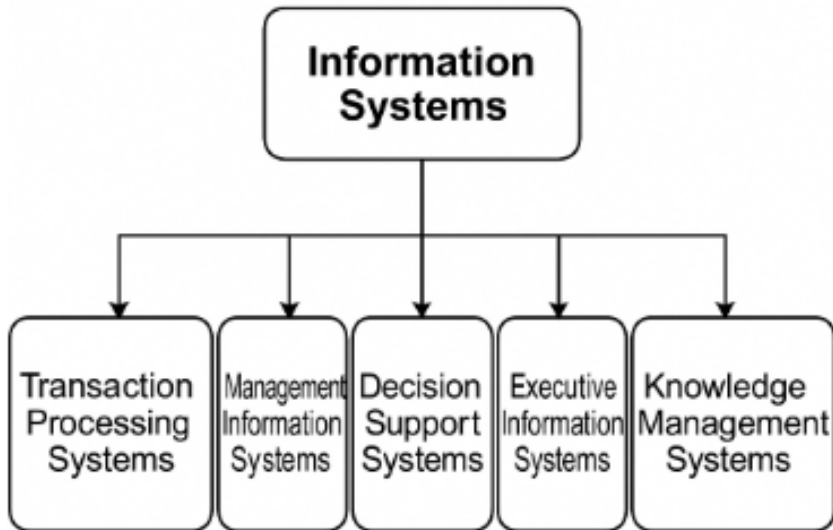 Information
Systems
Transaction
Processing
Systems
Management
Information
Systems
Decision
Support
Systems
Executive
Information
Systems
Knowledge
Management
Systems